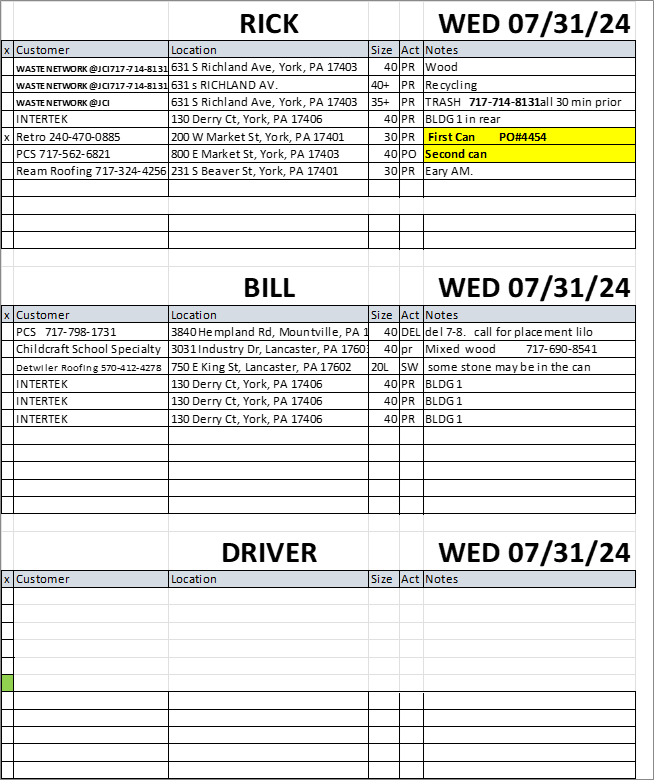 RICK WED 07/31/24
x Customer Location Size Act Notes
WASTE NETWORK @JCI 717-714-8131 631 S Richland Ave, York, PA 17403 40 PR Wood
WASTE NETWORK @JCI 717-714-8131 631 s RICHLAND AV. 40+ PR Recycling
WASTE NETWORK @JCI 631 S Richland Ave, York, PA 17403 35+ PR TRASH 717-714-8131 all 30 min prior
INTERTEK 130 Derry Ct, York, PA 17406 40 PR BLDG 1 in rear
x Retro 240-470-0885 200 W Market St, York, PA 17401 30 PR First Can PO#4454
PCS 717-562-6821 800 E Market St, York, PA 17403 40 PO Second can
Ream Roofing 717-324-4256 231 S Beaver St, York, PA 17401 30 PR Eary AM.
BILL WED 07/31/24
x Customer Location Size Act Notes
PCS 717-798-1731 3840 Hempland Rd, Mountville, PA 1 40 DEL del 7-8. call for placement lilo
Childcraft School Specialty 3031 Industry Dr, Lancaster, PA 1760 40 pr Mixed wood 717-690-8541
Detwiler Roofing 570-412-4278 750 E King St, Lancaster, PA 17602 20L SW some stone may be in the can
INTERTEK 130 Derry Ct, York, PA 17406 40 PR BLDG 1
INTERTEK 130 Derry Ct, York, PA 17406 40 PR BLDG 1
INTERTEK 130 Derry Ct, York, PA 17406 40 PR BLDG 1
DRIVER WED 07/31/24
x Customer Location Size Act Notes